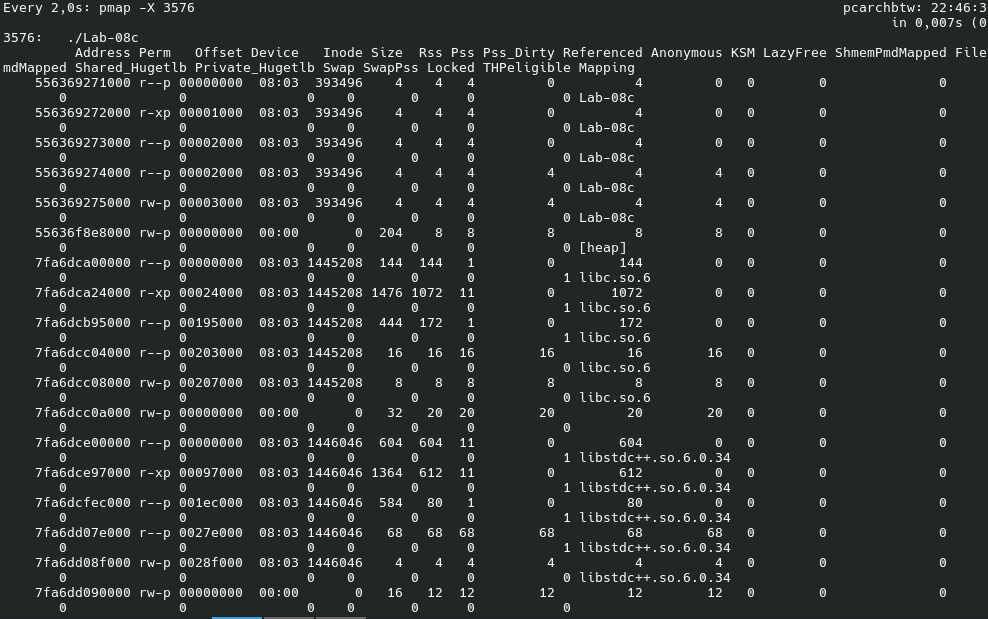 Every 2,0s: pmap -X 3576 pcarchbtw: 22:46:3
in 0,007s (0
3576: ./Lab-08c
Address Perm Offset Device Inode Size Rss Pss Pss_Dirty Referenced Anonymous KSM LazyFree ShmemPmdMapped File
mdMapped Shared_Hugetlb Private_Hugetlb Swap SwapPss Locked THPeligible Mapping
556369271000 r--p 00000000 08:03 393496 4 4 4 0 4 0 0 0 0
0 0 0 0 0 0 0 Lab-08c
556369272000 r-xp 00001000 08:03 393496 4 4 4 0 4 0 0 0 0
0 0 0 0 0 0 0 Lab-08c
556369273000 r--p 00002000 08:03 393496 4 4 4 0 4 0 0 0 0
0 0 0 0 0 0 0 Lab-08c
556369274000 r--p 00002000 08:03 393496 4 4 4 4 4 4 0 0 0
0 0 0 0 0 0 0 Lab-08c
556369275000 rw-p 00003000 08:03 393496 4 4 4 4 4 4 0 0 0
0 0 0 0 0 0 0 Lab-08c
55636f8e8000 rw-p 00000000 00:00 0 204 8 8 8 8 8 0 0 0
0 0 0 0 0 0 0 [heap]
7fa6dca00000 r--p 00000000 08:03 1445208 144 144 1 0 144 0 0 0 0
0 0 0 0 0 0 1 libc.so.6
7fa6dca24000 r-xp 00024000 08:03 1445208 1476 1072 11 0 1072 0 0 0 0
0 0 0 0 0 0 1 libc.so.6
7fa6dcb95000 r--p 00195000 08:03 1445208 444 172 1 0 172 0 0 0 0
0 0 0 0 0 0 1 libc.so.6
7fa6dcc04000 r--p 00203000 08:03 1445208 16 16 16 16 16 16 0 0 0
0 0 0 0 0 0 0 libc.so.6
7fa6dcc08000 rw-p 00207000 08:03 1445208 8 8 8 8 8 8 0 0 0
0 0 0 0 0 0 0 libc.so.6
7fa6dcc0a000 rw-p 00000000 00:00 0 32 20 20 20 20 20 0 0 0
0 0 0 0 0 0 0
7fa6dce00000 r--p 00000000 08:03 1446046 604 604 11 0 604 0 0 0 0
0 0 0 0 0 0 1 libstdc++.so.6.0.34
7fa6dce97000 r-xp 00097000 08:03 1446046 1364 612 11 0 612 0 0 0 0
0 0 0 0 0 0 1 libstdc++.so.6.0.34
7fa6dcfec000 r--p 001ec000 08:03 1446046 584 80 1 0 80 0 0 0 0
0 0 0 0 0 0 1 libstdc++.so.6.0.34
7fa6dd07e000 r--p 0027e000 08:03 1446046 68 68 68 68 68 68 0 0 0
0 0 0 0 0 0 1 libstdc++.so.6.0.34
7fa6dd08f000 rw-p 0028f000 08:03 1446046 4 4 4 4 4 4 0 0 0
0 0 0 0 0 0 0 libstdc++.so.6.0.34
7fa6dd090000 rw-p 00000000 00:00 0 16 12 12 12 12 12 0 0 0
0 0 0 0 0 0 0